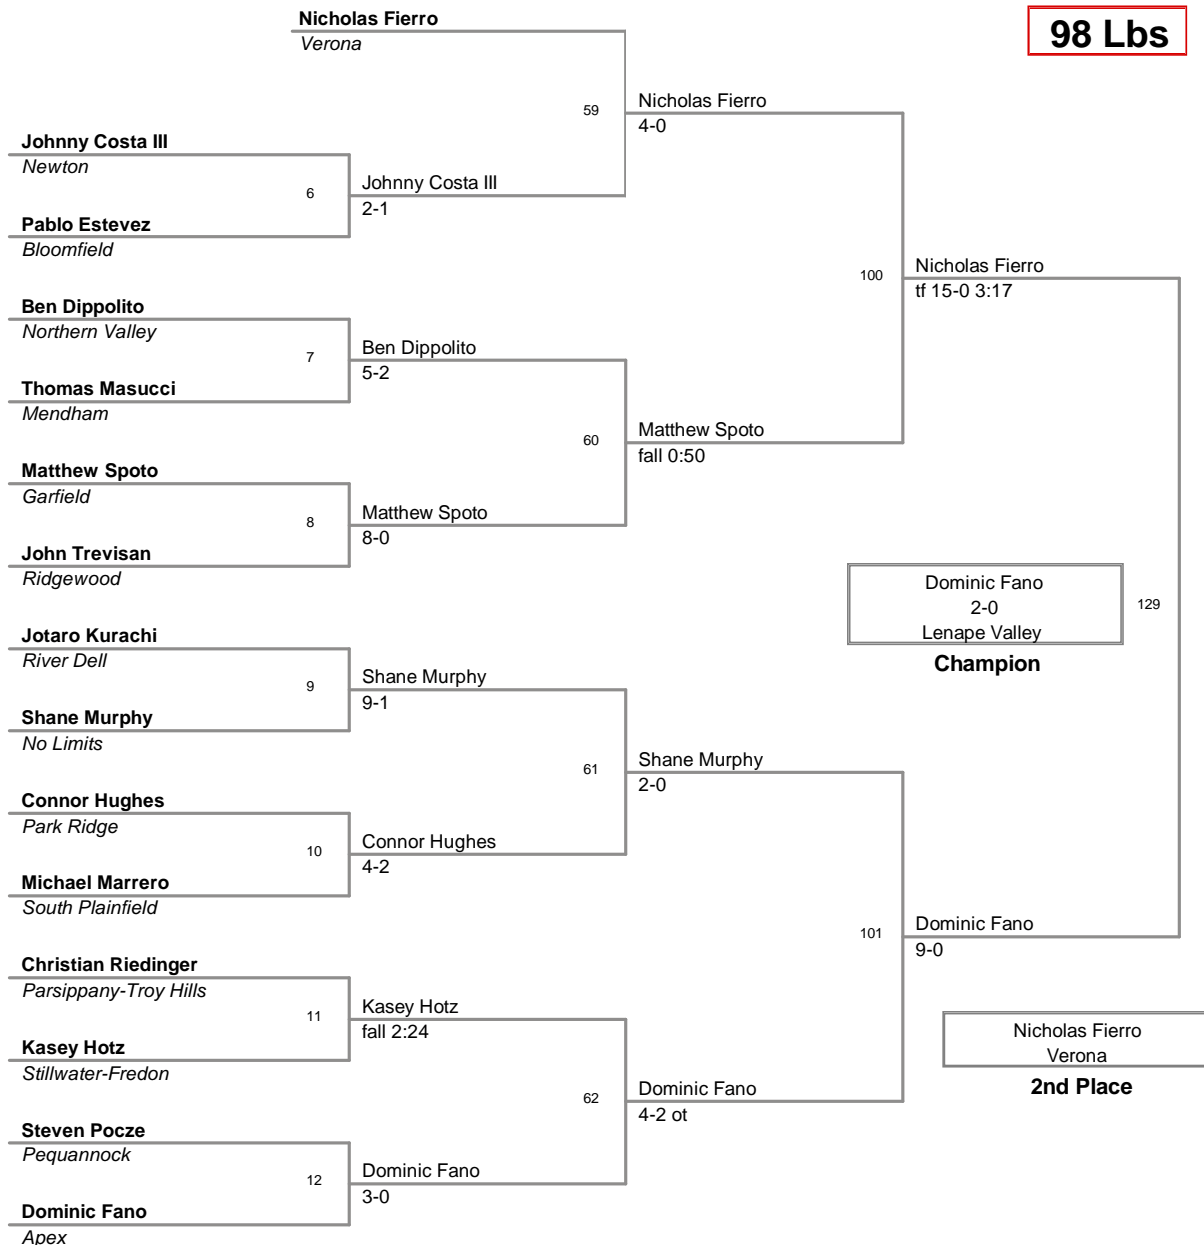 Nicholas Fierro
98 Lbs
Verona
59
Nicholas Fierro
4-0
Johnny Costa III
Newton
6
Johnny Costa III
2-1
Pablo Estevez
Bloomfield
100
Nicholas Fierro
tf 15-0 3:17
Ben Dippolito
Northern Valley
7
Ben Dippolito
5-2
Thomas Masucci
Mendham
60
Matthew Spoto
fall 0:50
Matthew Spoto
Garfield
8
Matthew Spoto
8-0
John Trevisan
Ridgewood
Dominic Fano
2-0
Lenape Valley
129
Champion
Jotaro Kurachi
River Dell
9
Shane Murphy
9-1
Shane Murphy
No Limits
61
Shane Murphy
2-0
Connor Hughes
Park Ridge
10
Connor Hughes
4-2
Michael Marrero
South Plainfield
101
Dominic Fano
9-0
Christian Riedinger
Parsippany-Troy Hills
11
Kasey Hotz
fall 2:24
Kasey Hotz
Stillwater-Fredon
Nicholas Fierro
Verona
2nd Place
62
Dominic Fano
4-2 ot
Steven Pocze
Pequannock
12
Dominic Fano
3-0
Dominic Fano
Apex